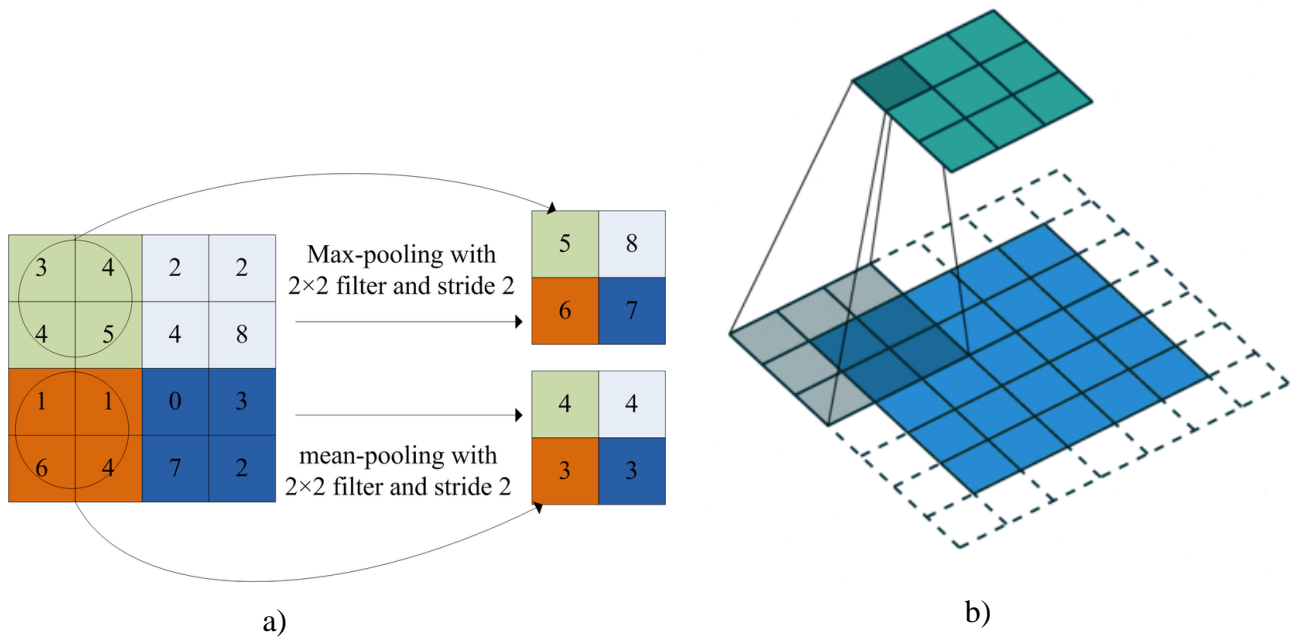 3 4 2 2
4 5 4 8
1 1 0 3
6 4 7 2
Max-pooling with
2×2 filter and stride 2
5 8
6 7
mean-pooling with
2×2 filter and stride 2
4 4
3 3
a)
b)